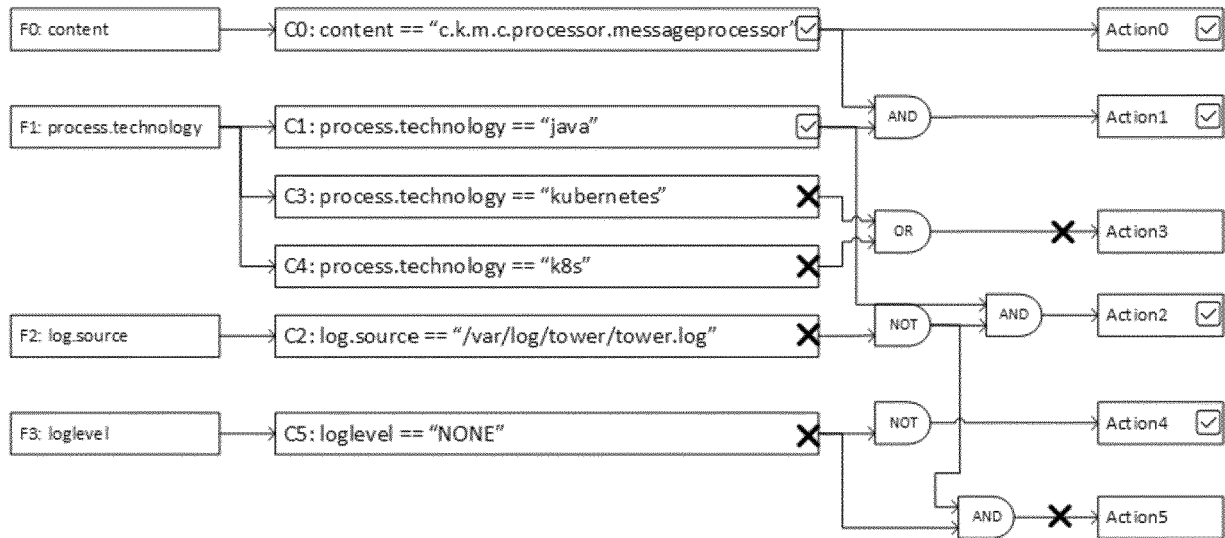 F0: content
C0: content == “c.k.m.c.processor.messageprocessor”
Action0
F1: process.technology
C1: process.technology == “java”
AND
Action1
C3: process.technology == “kubernetes”
OR
Action3
C4: process.technology == “k8s”
F2: log.source
C2: log.source == “/var/log/tower/tower.log”
NOT
AND
Action2
F3: loglevel
C5: loglevel == “NONE”
NOT
Action4
AND
Action5